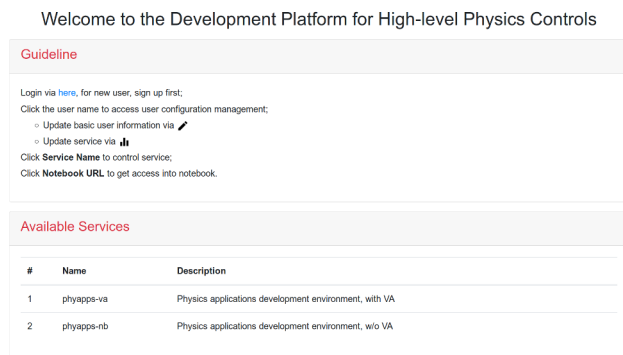 Welcome to the Development Platform for High-level Physics Controls
Guideline
Login via here, for new user, sign up first;
Click the user name to access user configuration management;
Update basic user information via
Update service via
Click Service Name to control service;
Click Notebook URL to get access into notebook.
Available Services
# Name Description
1 phyapps-va Physics applications development environment, with VA
2 phyapps-nb Physics applications development environment, w/o VA